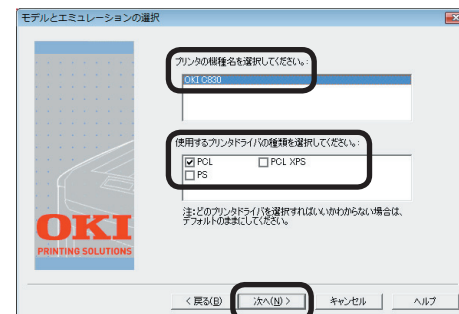 モデルとエミュレーションの選択
プリンタの機種名を選択してください。:
OKI C830
使用するプリンタドライバの種類を選択してください。:
PCL
PCL XPS
PS
注:どのプリンタドライバを選択すればいいかわからない場合は、
デフォルトのままにしてください。
OKI
PRINTING SOLUTIONS
< 戻る(B)
次へ(N) >
キャンセル
ヘルプ